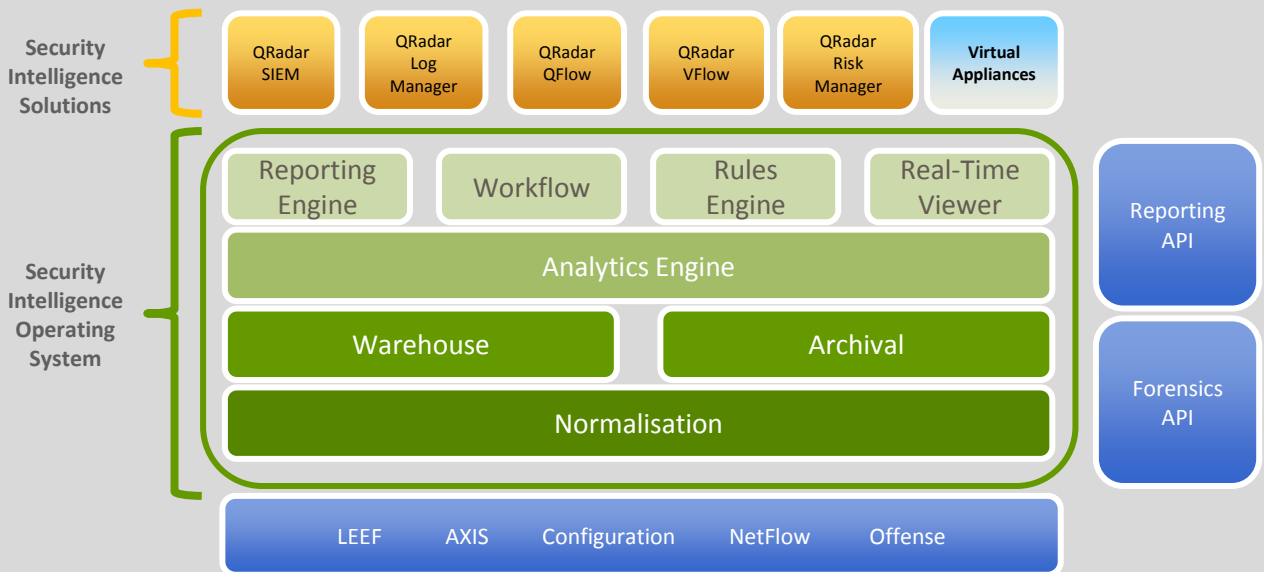 Security
Intelligence
Solutions
QRadar
SIEM
QRadar
Log
Manager
QRadar
QFlow
QRadar
VFlow
QRadar
Risk
Manager
Virtual
Appliances
Security
Intelligence
Operating
System
Reporting
Engine
Workflow
Rules
Engine
Real-Time
Viewer
Analytics Engine
Warehouse
Archival
Normalisation
Reporting
API
Forensics
API
LEEF AXIS Configuration NetFlow Offense